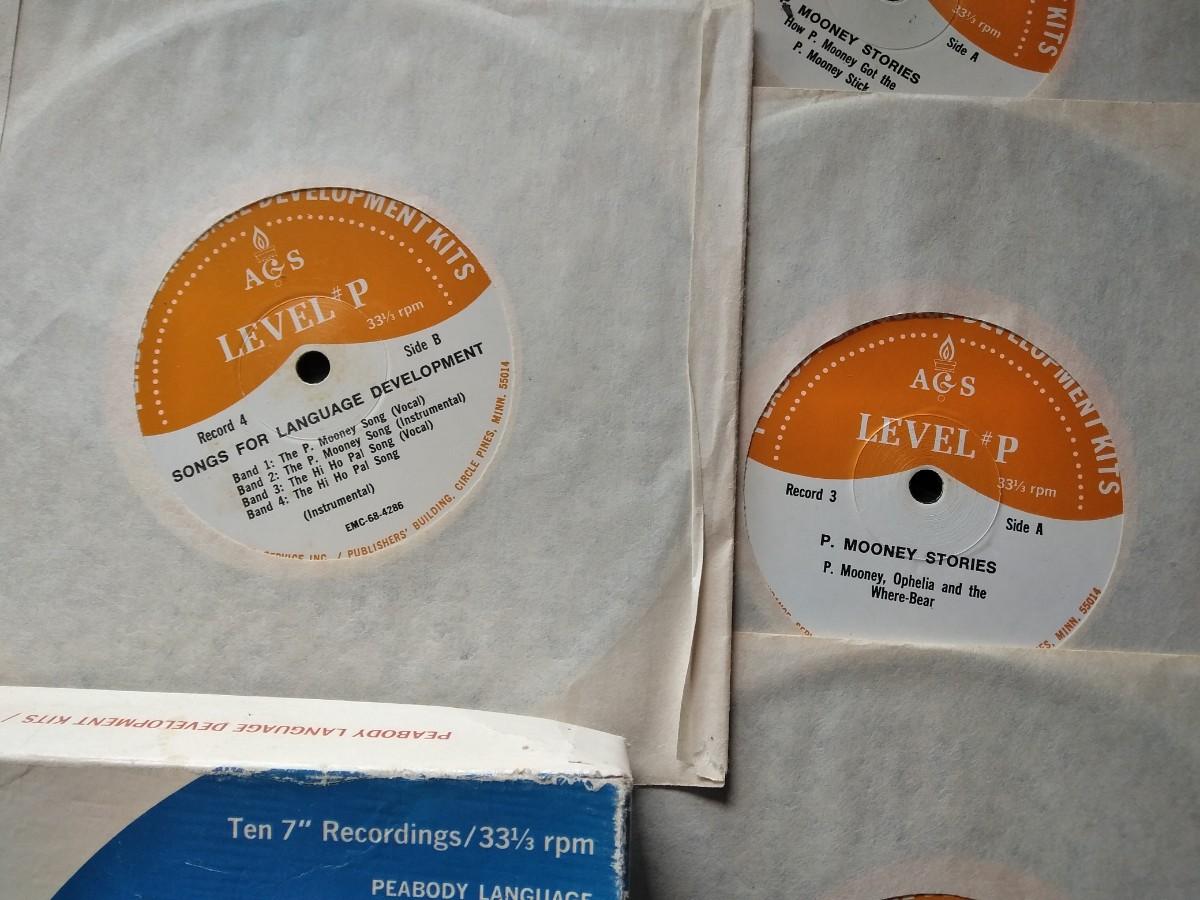 DEVELOPMENT KITS
AGS
LEVEL #P
33⅓ rpm
Side B
Record 4
SONGS FOR LANGUAGE DEVELOPMENT
Band 1: The P. Mooney Song (Vocal)
Band 2: The P. Mooney Song (Instrumental)
Band 3: The Hi Ho Pal Song (Vocal)
Band 4: The Hi Ho Pal Song
(Instrumental)
EMC-68-4286
SERVICE INC. / PUBLISHERS' BUILDING, CIRCLE PINES, MINN. 55014
KITS
33⅓ rpm
Side A
MOONEY STORIES
How P. Mooney Got the
P. Mooney Stick
DEVELOPMENT KITS
AGS
LEVEL #P
33⅓ rpm
Record 3
Side A
P. MOONEY STORIES
P. Mooney, Ophelia and the
Where-Bear
MINN. 55014
PEABODY LANGUAGE DEVELOPMENT KITS /
Ten 7" Recordings/33⅓ rpm
PEABODY LANGUAGE